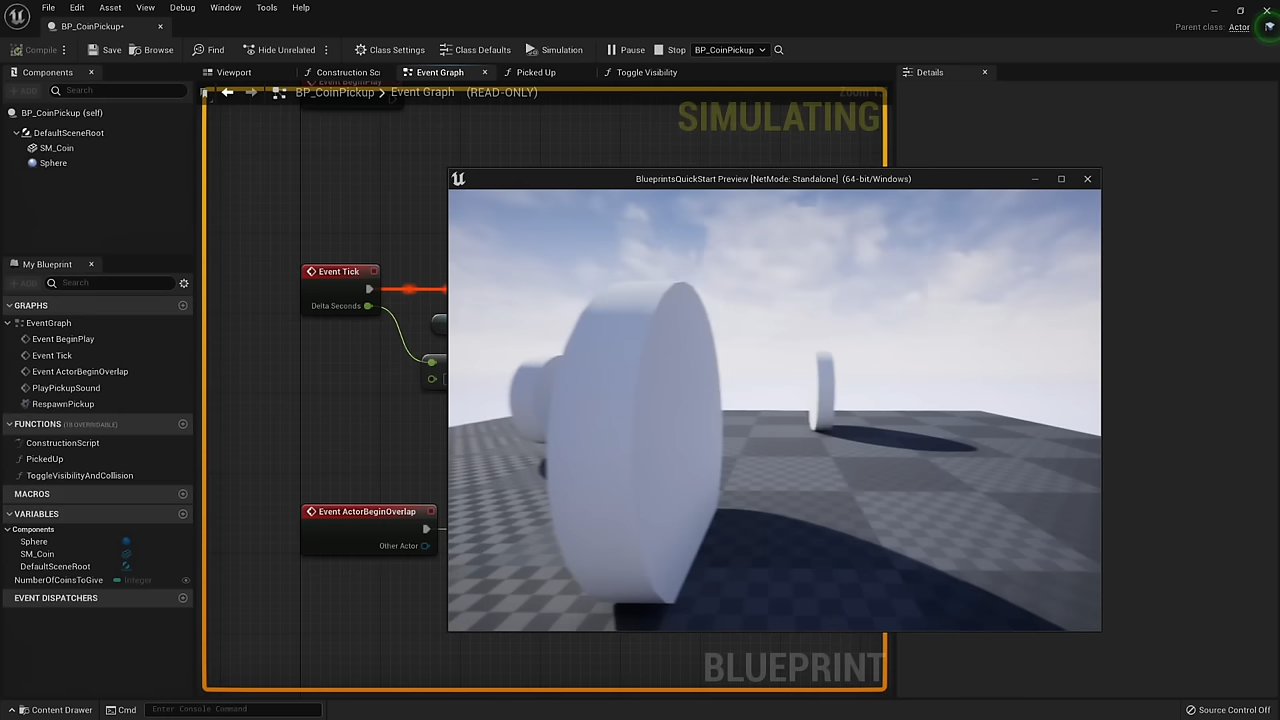 File Edit Asset View Debug Window Tools Help
BP_CoinPickup*
Parent class: Actor
Compile Save Browse Find Hide Unrelated Class Settings Class Defaults Simulation Pause Stop BP_CoinPickup
Components Viewport Construction Sc Event Graph Picked Up Toggle Visibility Details
ADD Search
BP_CoinPickup > Event Graph (READ-ONLY)
SIMULATING
BP_CoinPickup (self)
DefaultSceneRoot
SM_Coin
Sphere
BlueprintsQuickStart Preview [NetMode: Standalone] (64-bit/Windows)
My Blueprint
ADD Search
GRAPHS
EventGraph
Event BeginPlay
Event Tick
Event ActorBeginOverlap
PlayPickupSound
RespawnPickup
FUNCTIONS (18 OVERRIDABLE)
ConstructionScript
PickedUp
ToggleVisibilityAndCollision
MACROS
VARIABLES
Components
Sphere
SM_Coin
DefaultSceneRoot
NumberOfCoinsToGive Integer
EVENT DISPATCHERS
Event Tick
Delta Seconds
Event ActorBeginOverlap
Other Actor
BLUEPRINT
Content Drawer Cmd Enter Console Command Source Control Off